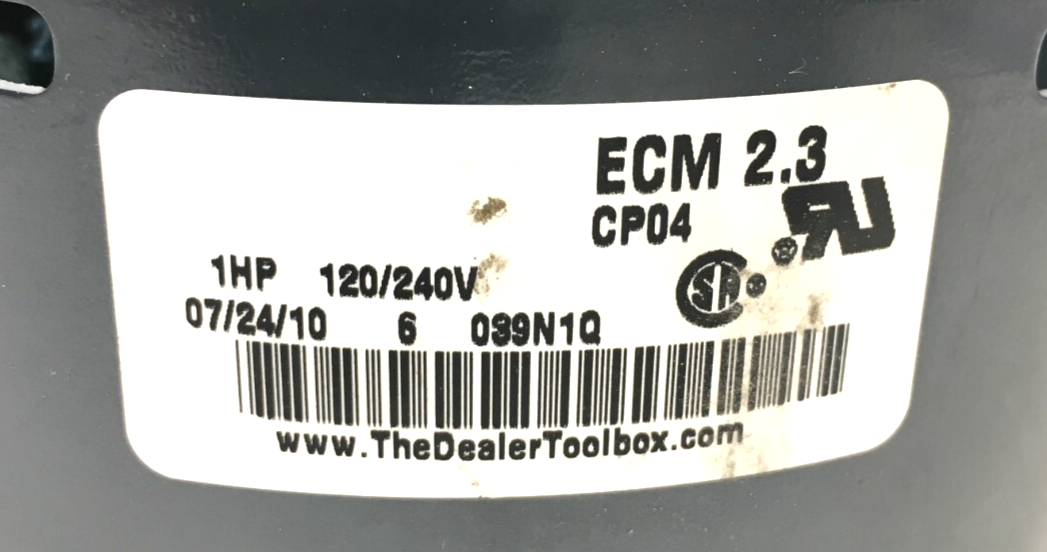 ECM 2.3
CP04
1HP 120/240V
07/24/10 6 039N1Q
www.TheDealerToolbox.com